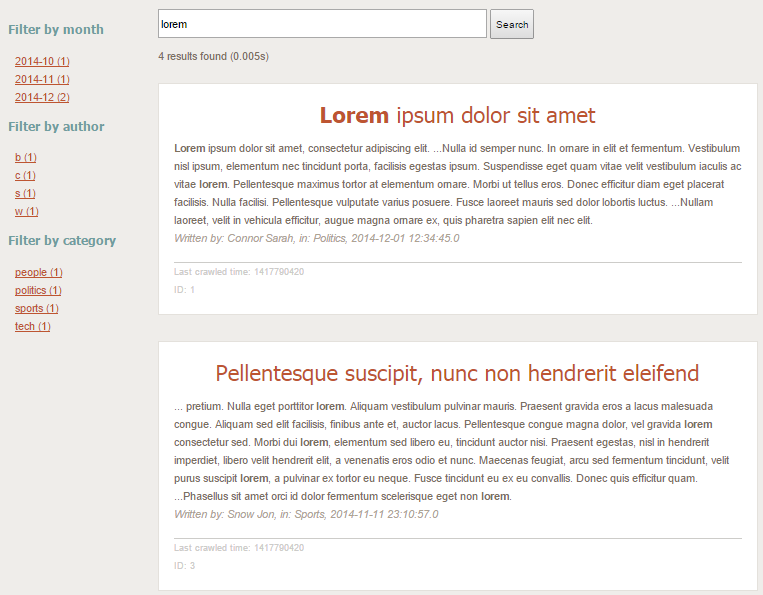 Filter by month
2014-10 (1)
2014-11 (1)
2014-12 (2)
Filter by author
b (1)
c (1)
s (1)
w (1)
Filter by category
people (1)
politics (1)
sports (1)
tech (1)
lorem
Search
4 results found (0.005s)
Lorem ipsum dolor sit amet
Lorem ipsum dolor sit amet, consectetur adipiscing elit. ...Nulla id semper nunc. In ornare in elit et fermentum. Vestibulum
nisl ipsum, elementum nec tincidunt porta, facilisis egestas ipsum. Suspendisse eget quam vitae velit vestibulum iaculis ac
vitae lorem. Pellentesque maximus tortor at elementum ornare. Morbi ut tellus eros. Donec efficitur diam eget placerat
facilisis. Nulla facilisi. Pellentesque vulputate varius posuere. Fusce laoreet mauris sed dolor lobortis luctus. ...Nullam
laoreet, velit in vehicula efficitur, augue magna ornare ex, quis pharetra sapien elit nec elit.
Written by: Connor Sarah, in: Politics, 2014-12-01 12:34:45.0
Last crawled time: 1417790420
ID: 1
Pellentesque suscipit, nunc non hendrerit eleifend
... pretium. Nulla eget porttitor lorem. Aliquam vestibulum pulvinar mauris. Praesent gravida eros a lacus malesuada
congue. Aliquam sed elit facilisis, finibus ante et, auctor lacus. Pellentesque congue magna dolor, vel gravida lorem
consectetur sed. Morbi dui lorem, elementum sed libero eu, tincidunt auctor nisi. Praesent egestas, nisl in hendrerit
imperdiet, libero velit hendrerit elit, a venenatis eros odio et nunc. Maecenas feugiat, arcu sed fermentum tincidunt, velit
purus suscipit lorem, a pulvinar ex tortor eu neque. Fusce tincidunt eu ex eu convallis. Donec quis efficitur quam.
...Phasellus sit amet orci id dolor fermentum scelerisque eget non lorem.
Written by: Snow Jon, in: Sports, 2014-11-11 23:10:57.0
Last crawled time: 1417790420
ID: 3